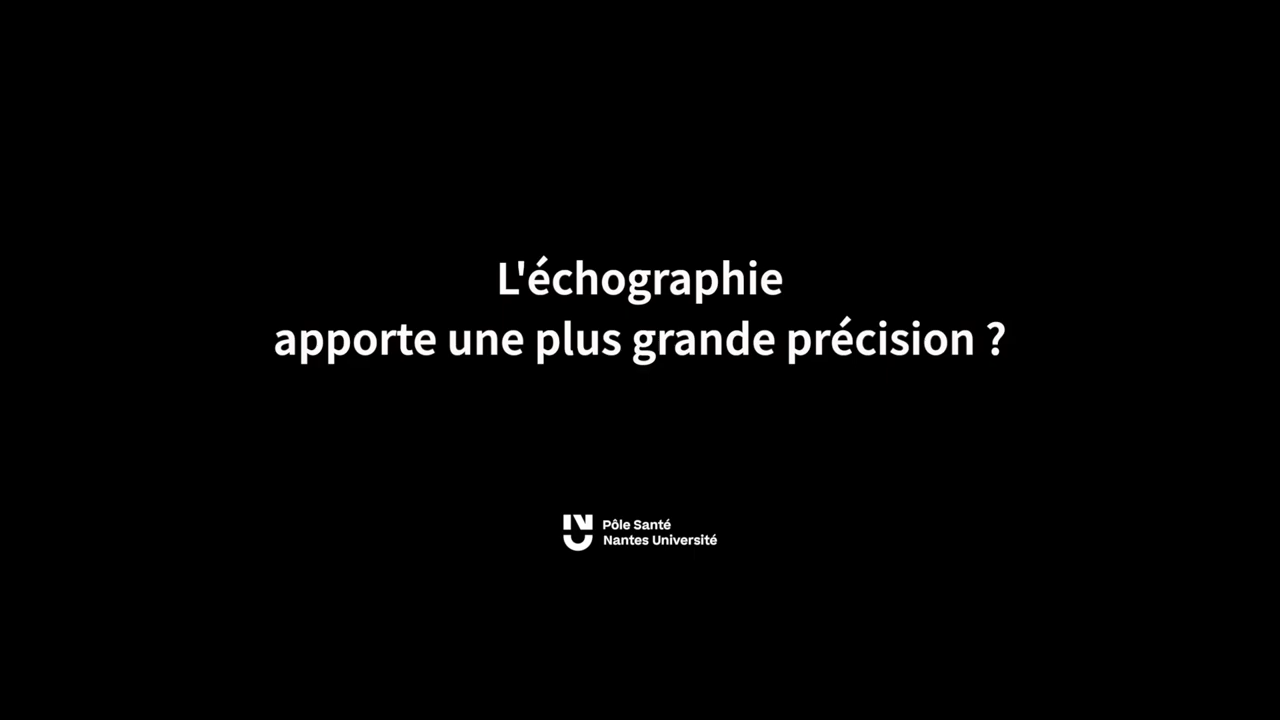 L'échographie
apporte une plus grande précision ?
Pôle Santé
Nantes Université